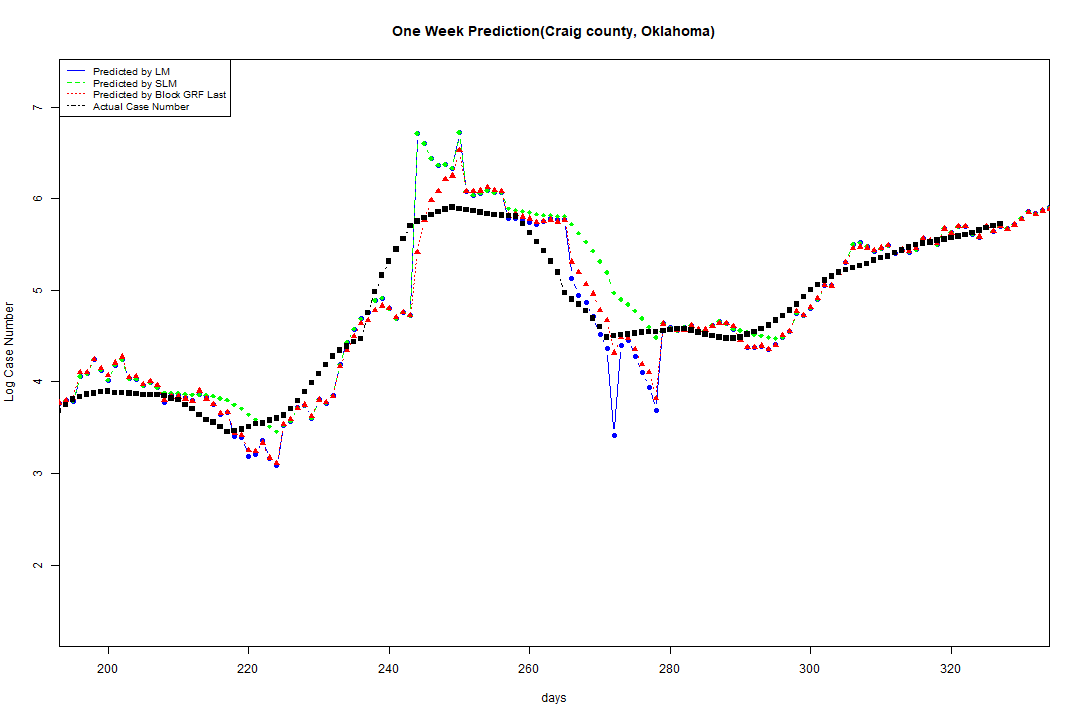 One Week Prediction(Craig county, Oklahoma)
Predicted by LM
Predicted by SLM
Predicted by Block GRF Last
Actual Case Number
7
6
5
4
3
2
Log Case Number
200 220 240 260 280 300 320
days